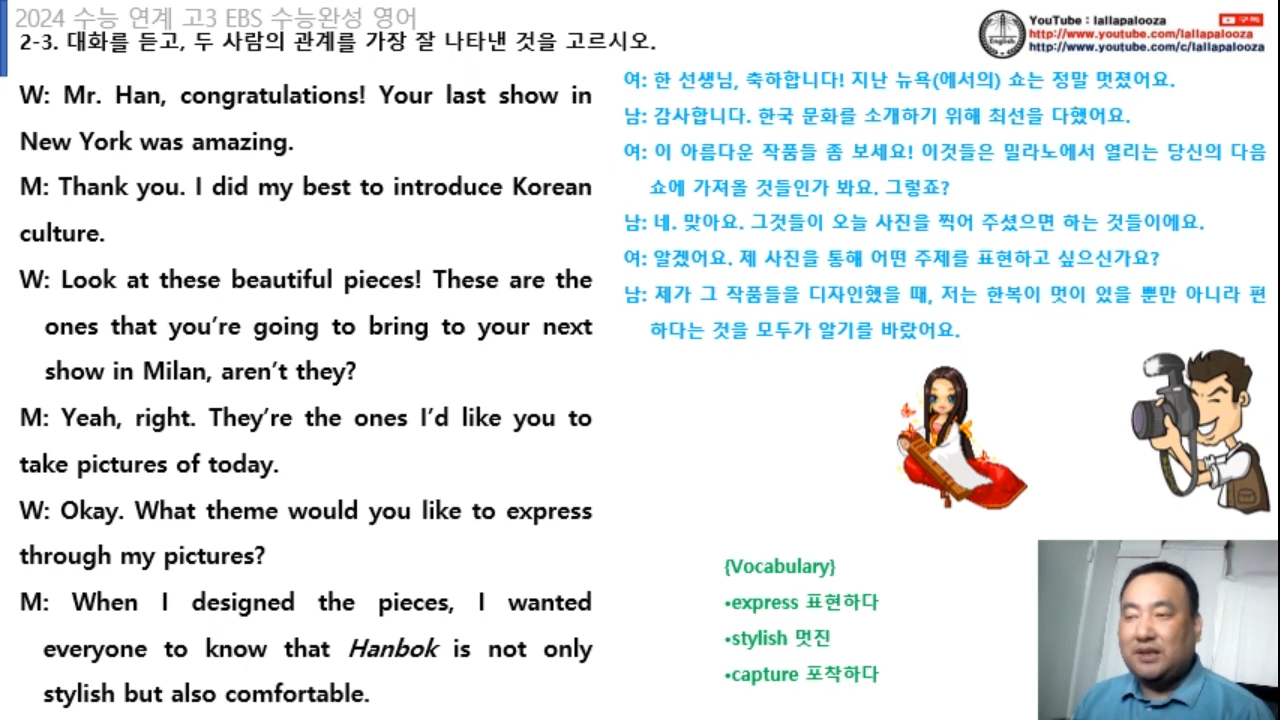 2024 수능 연계 고3 EBS 수능완성 영어
2-3. 대화를 듣고, 두 사람의 관계를 가장 잘 나타낸 것을 고르시오.
YouTube : lallapalooza
구독
http://www.youtube.com/lallapalooza
http://www.youtube.com/c/lallapalooza
English
W: Mr. Han, congratulations! Your last show in
New York was amazing.
M: Thank you. I did my best to introduce Korean
culture.
W: Look at these beautiful pieces! These are the
ones that you’re going to bring to your next
show in Milan, aren’t they?
M: Yeah, right. They’re the ones I’d like you to
take pictures of today.
W: Okay. What theme would you like to express
through my pictures?
M: When I designed the pieces, I wanted
everyone to know that Hanbok is not only
stylish but also comfortable.
여: 한 선생님, 축하합니다! 지난 뉴욕(에서의) 쇼는 정말 멋졌어요.
남: 감사합니다. 한국 문화를 소개하기 위해 최선을 다했어요.
여: 이 아름다운 작품들 좀 보세요! 이것들은 밀라노에서 열리는 당신의 다음
쇼에 가져올 것들인가 봐요. 그렇죠?
남: 네. 맞아요. 그것들이 오늘 사진을 찍어 주셨으면 하는 것들이에요.
여: 알겠어요. 제 사진을 통해 어떤 주제를 표현하고 싶으신가요?
남: 제가 그 작품들을 디자인했을 때, 저는 한복이 멋이 있을 뿐만 아니라 편
하다는 것을 모두가 알기를 바랐어요.
{Vocabulary}
•express 표현하다
•stylish 멋진
•capture 포착하다